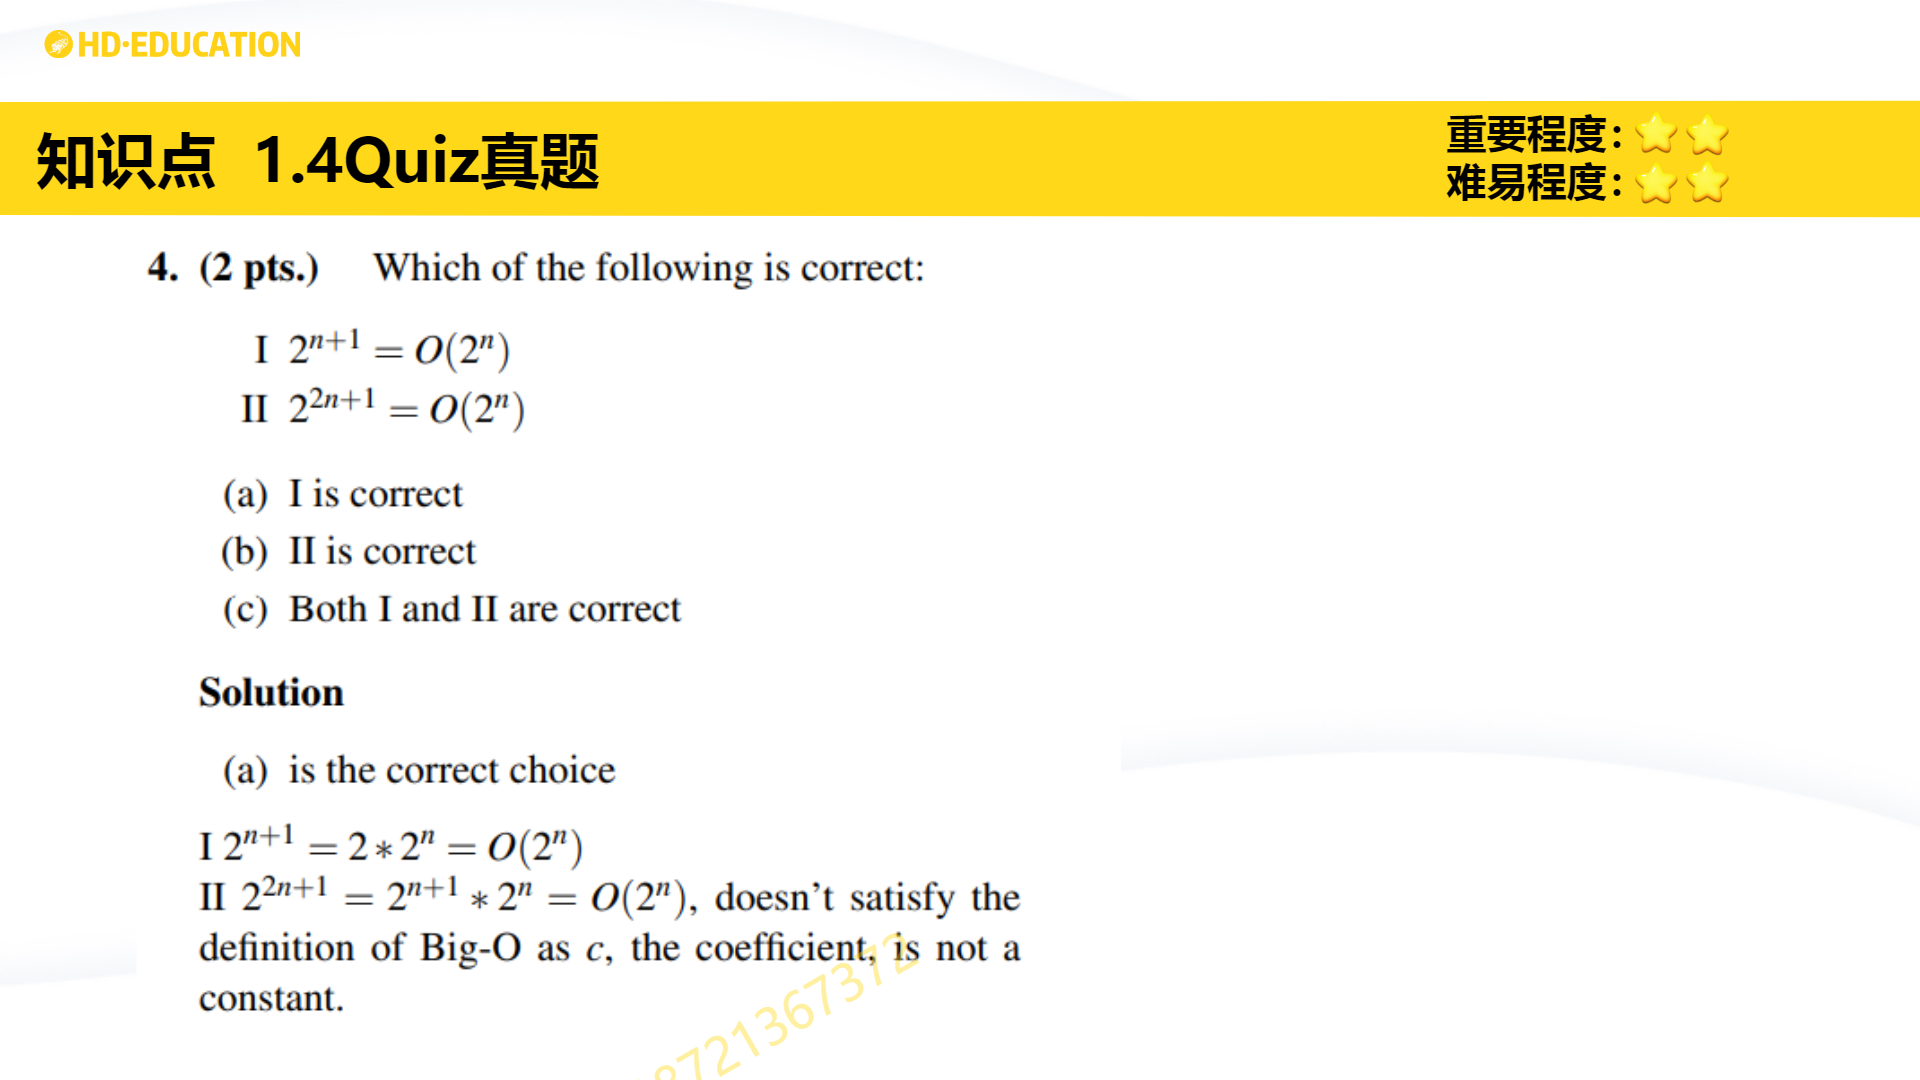 HD·EDUCATION
知识点 1.4Quiz真题
重要程度：⭐⭐
难易程度：⭐⭐
4. (2 pts.) Which of the following is correct:
I 2^{n+1} = O(2^n)
II 2^{2n+1} = O(2^n)
(a) I is correct
(b) II is correct
(c) Both I and II are correct
Solution
(a) is the correct choice
I 2^{n+1} = 2 * 2^n = O(2^n)
II 2^{2n+1} = 2^{n+1} * 2^n = O(2^n), doesn't satisfy the
definition of Big-O as c, the coefficient, is not a
constant.
8721367372